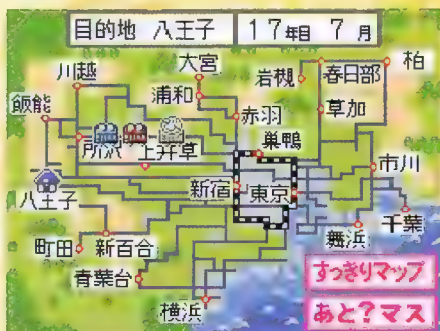 目的地 八王子 17年目 7月
大宮 柏
川越 岩槻 春日部
浦和
飯能 赤羽 草加
巣鴨
所沢 上井草
市川
八王子 新宿 東京
千葉
町田 新百合 舞浜
青葉台
横浜
すっきりマップ
あと?マス